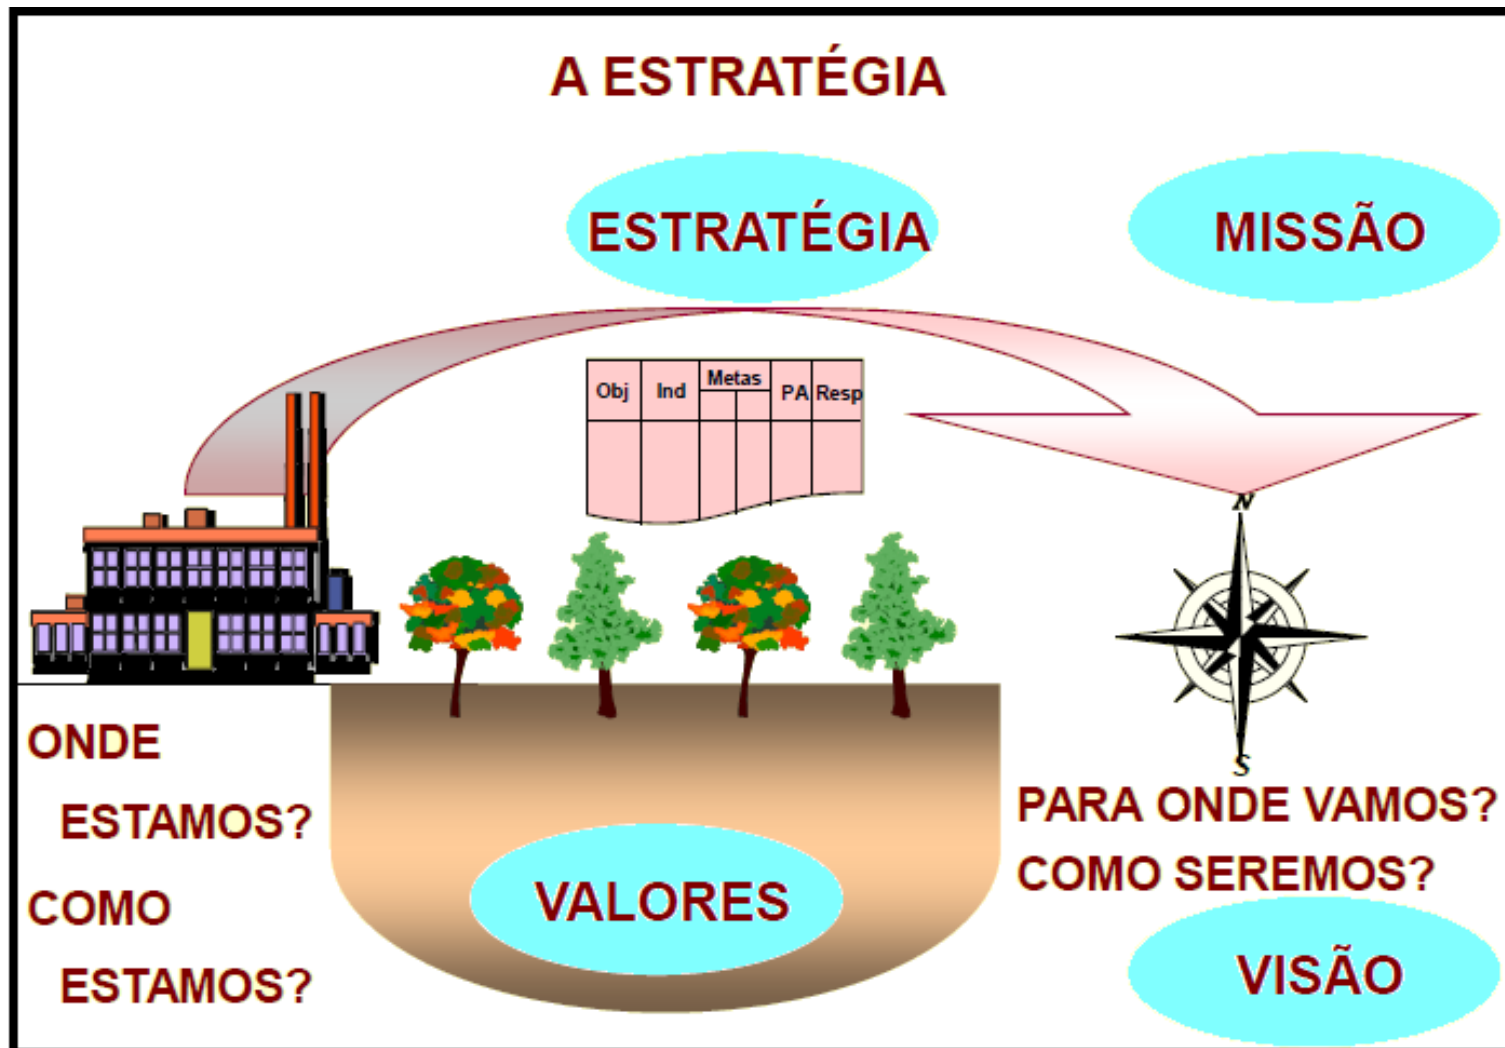 A ESTRATÉGIA
ESTRATÉGIA
MISSÃO
Obj Ind Metas PA Resp
N
S
ONDE
ESTAMOS?
COMO
ESTAMOS?
VALORES
PARA ONDE VAMOS?
COMO SEREMOS?
VISÃO